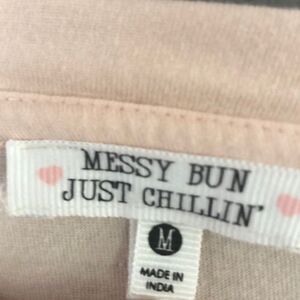 MESSY BUN
JUST CHILLIN'
M
MADE IN
INDIA